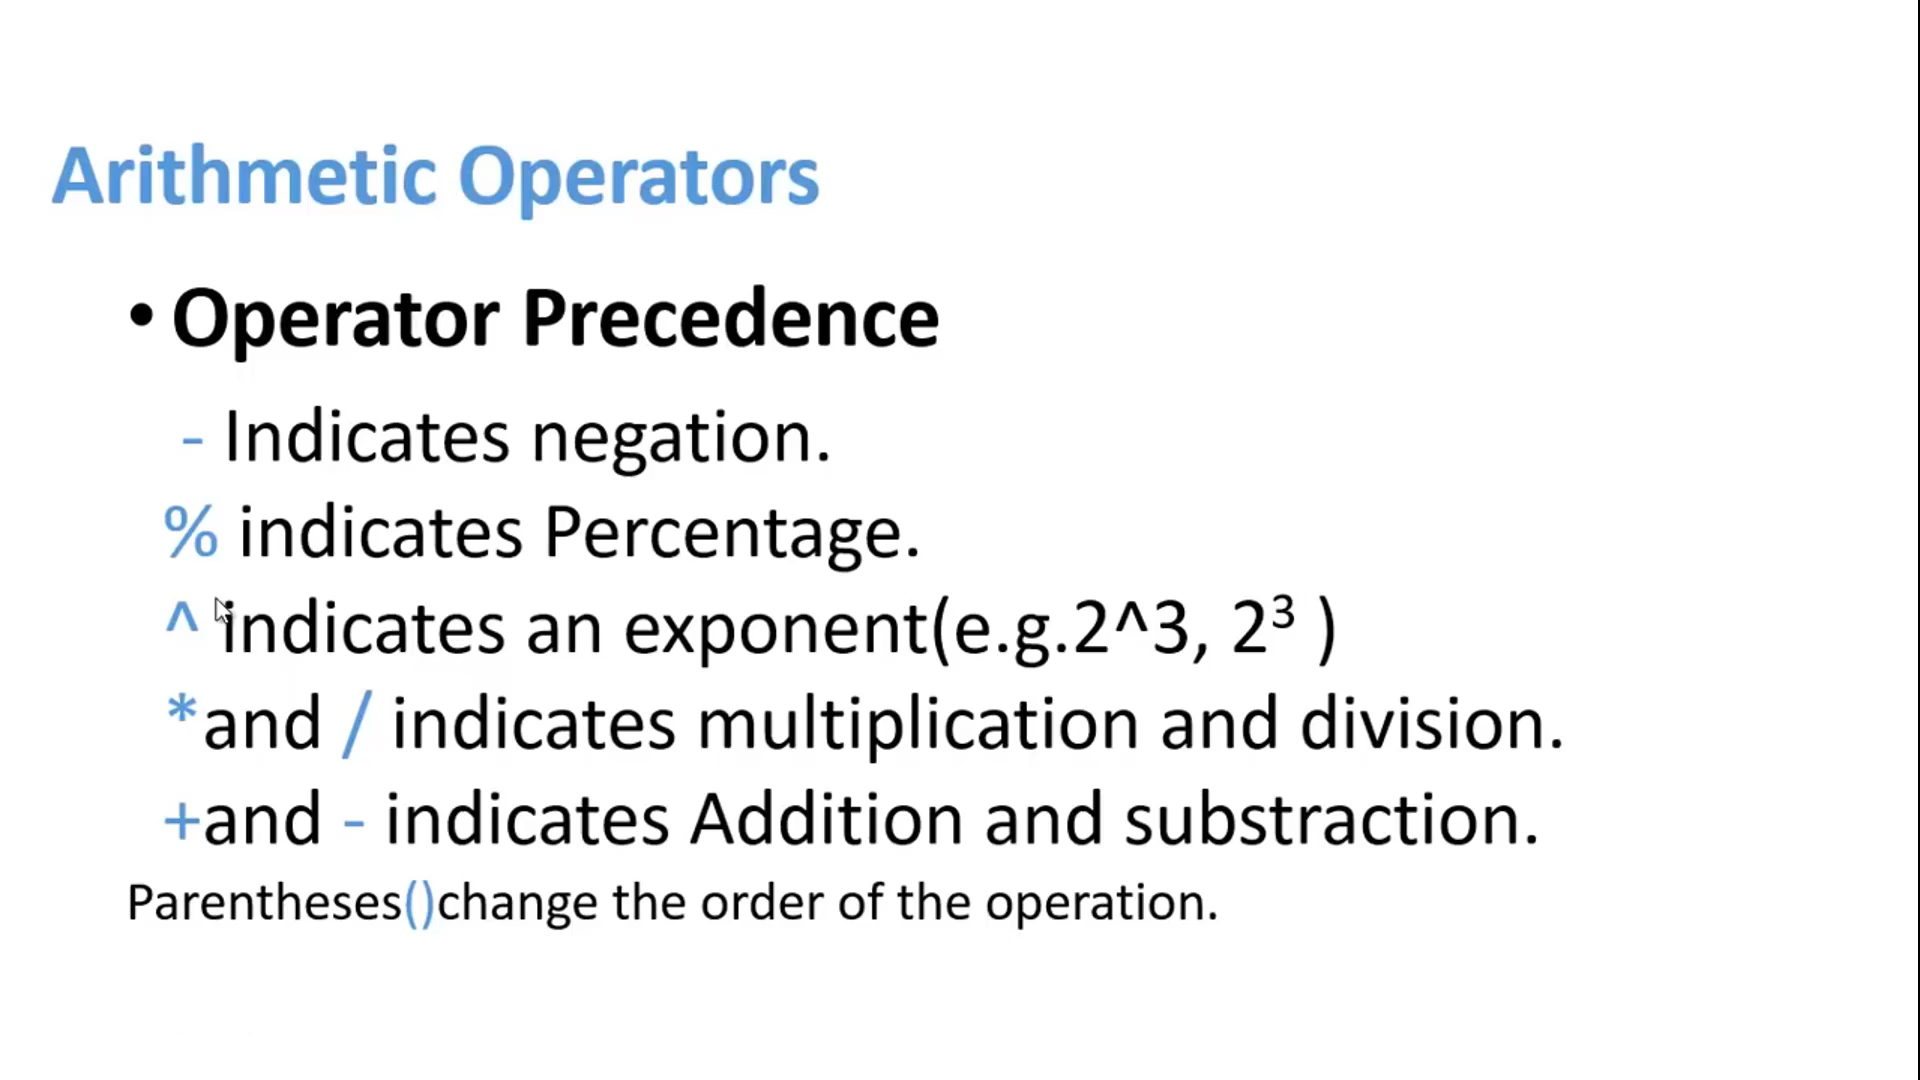 Arithmetic Operators
• Operator Precedence
- Indicates negation.
% indicates Percentage.
^ indicates an exponent(e.g.2^3, 2³ )
*and / indicates multiplication and division.
+and - indicates Addition and substraction.
Parentheses()change the order of the operation.